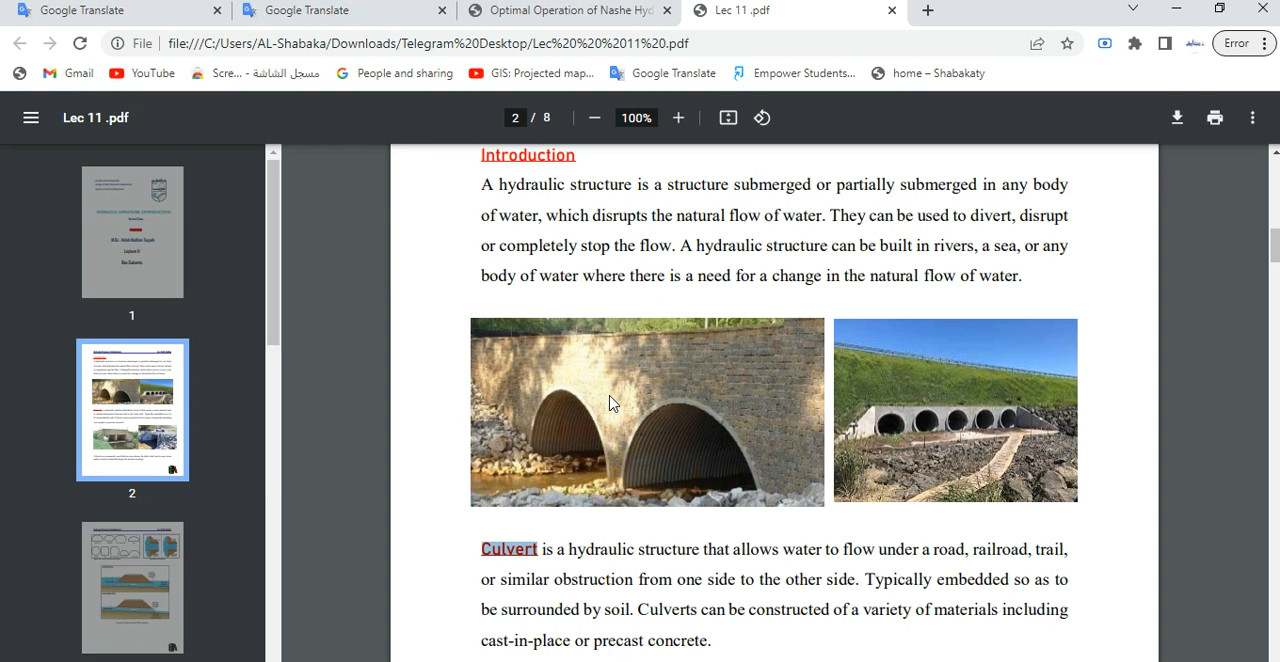 Google Translate
Google Translate
Optimal Operation of Nashe Hyd
Lec 11 .pdf
File
file:///C:/Users/AL-Shabaka/Downloads/Telegram%20Desktop/Lec%20%20%2011%20.pdf
Error
Gmail
YouTube
Scre... - مسجل الشاشة
People and sharing
GIS: Projected map...
Google Translate
Empower Students...
home – Shabakaty
Lec 11 .pdf
2 / 8
100%
1
2
Introduction
A hydraulic structure is a structure submerged or partially submerged in any body
of water, which disrupts the natural flow of water. They can be used to divert, disrupt
or completely stop the flow. A hydraulic structure can be built in rivers, a sea, or any
body of water where there is a need for a change in the natural flow of water.
Culvert is a hydraulic structure that allows water to flow under a road, railroad, trail,
or similar obstruction from one side to the other side. Typically embedded so as to
be surrounded by soil. Culverts can be constructed of a variety of materials including
cast-in-place or precast concrete.